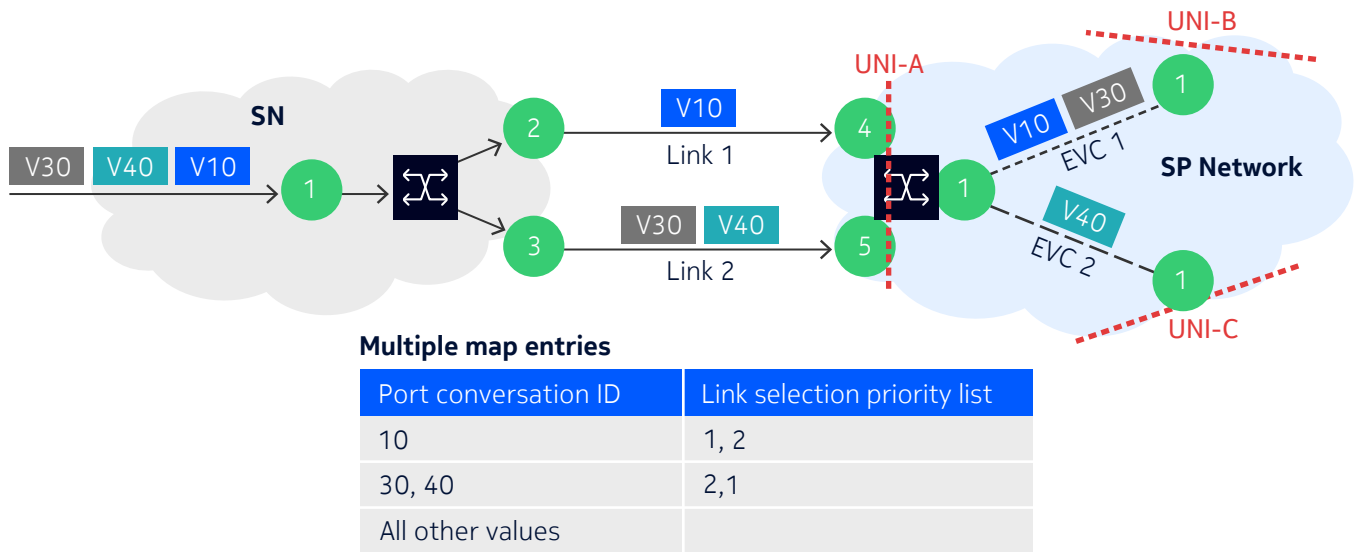 UNI-B
UNI-A
SN
V30 V40 V10
1
2
3
V10
Link 1
V30 V40
Link 2
4
5
1
V10 V30
EVC 1
1
SP Network
V40
EVC 2
1
UNI-C
Multiple map entries
Port conversation ID Link selection priority list
10 1, 2
30, 40 2,1
All other values